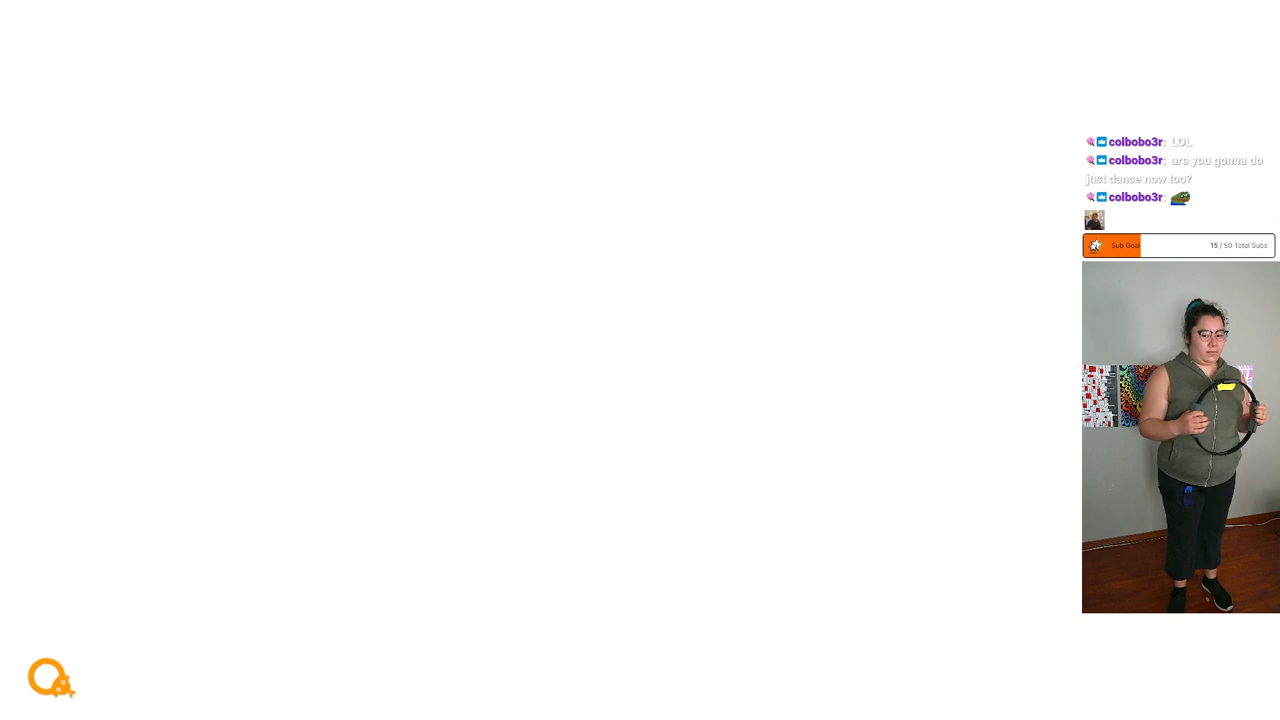 colbobo3r: LOL
colbobo3r: are you gonna do
just dance now too?
colbobo3r:
Sub Goal 15 / 50 Total Subs